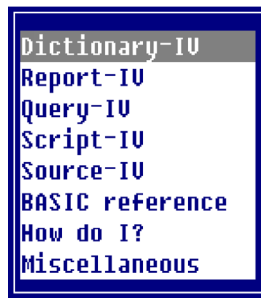 Dictionary-IV
Report-IV
Query-IV
Script-IV
Source-IV
BASIC reference
How do I?
Miscellaneous